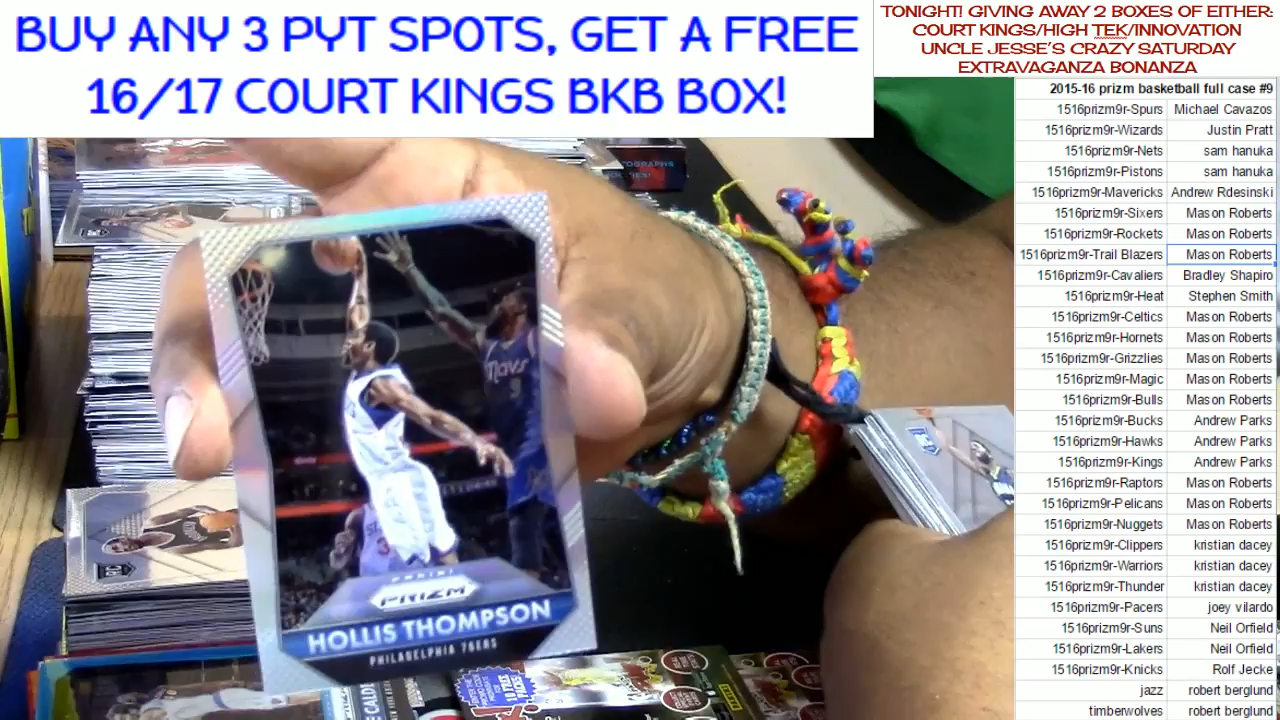 BUY ANY 3 PYT SPOTS, GET A FREE
16/17 COURT KINGS BKB BOX!
TONIGHT! GIVING AWAY 2 BOXES OF EITHER:
COURT KINGS/HIGH TEK/INNOVATION
UNCLE JESSE'S CRAZY SATURDAY
EXTRAVAGANZA BONANZA
2015-16 prizm basketball full case #9
1516prizm9r-Spurs Michael Cavazos
1516prizm9r-Wizards Justin Pratt
1516prizm9r-Nets sam hanuka
1516prizm9r-Pistons sam hanuka
1516prizm9r-Mavericks Andrew Rdesinski
1516prizm9r-Sixers Mason Roberts
1516prizm9r-Rockets Mason Roberts
1516prizm9r-Trail Blazers Mason Roberts
1516prizm9r-Cavaliers Bradley Shapiro
1516prizm9r-Heat Stephen Smith
1516prizm9r-Celtics Mason Roberts
1516prizm9r-Hornets Mason Roberts
1516prizm9r-Grizzlies Mason Roberts
1516prizm9r-Magic Mason Roberts
1516prizm9r-Bulls Mason Roberts
1516prizm9r-Bucks Andrew Parks
1516prizm9r-Hawks Andrew Parks
1516prizm9r-Kings Andrew Parks
1516prizm9r-Raptors Mason Roberts
1516prizm9r-Pelicans Mason Roberts
1516prizm9r-Nuggets Mason Roberts
1516prizm9r-Clippers kristian dacey
1516prizm9r-Warriors kristian dacey
1516prizm9r-Thunder kristian dacey
1516prizm9r-Pacers joey vilardo
1516prizm9r-Suns Neil Orfield
1516prizm9r-Lakers Neil Orfield
1516prizm9r-Knicks Rolf Jecke
jazz robert berglund
timberwolves robert berglund
Mavs
PANINI
PRIZM
HOLLIS THOMPSON
PHILADELPHIA 76ERS
RC